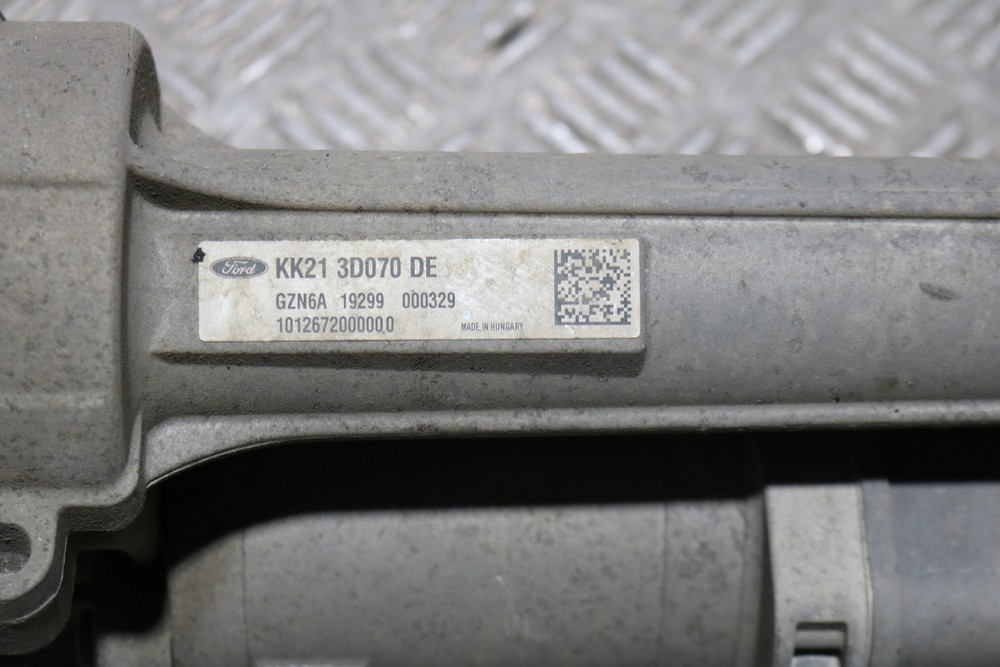 Ford KK21 3D070 DE
GZN6A 19299 000329
101267200000,0 MADE IN HUNGARY